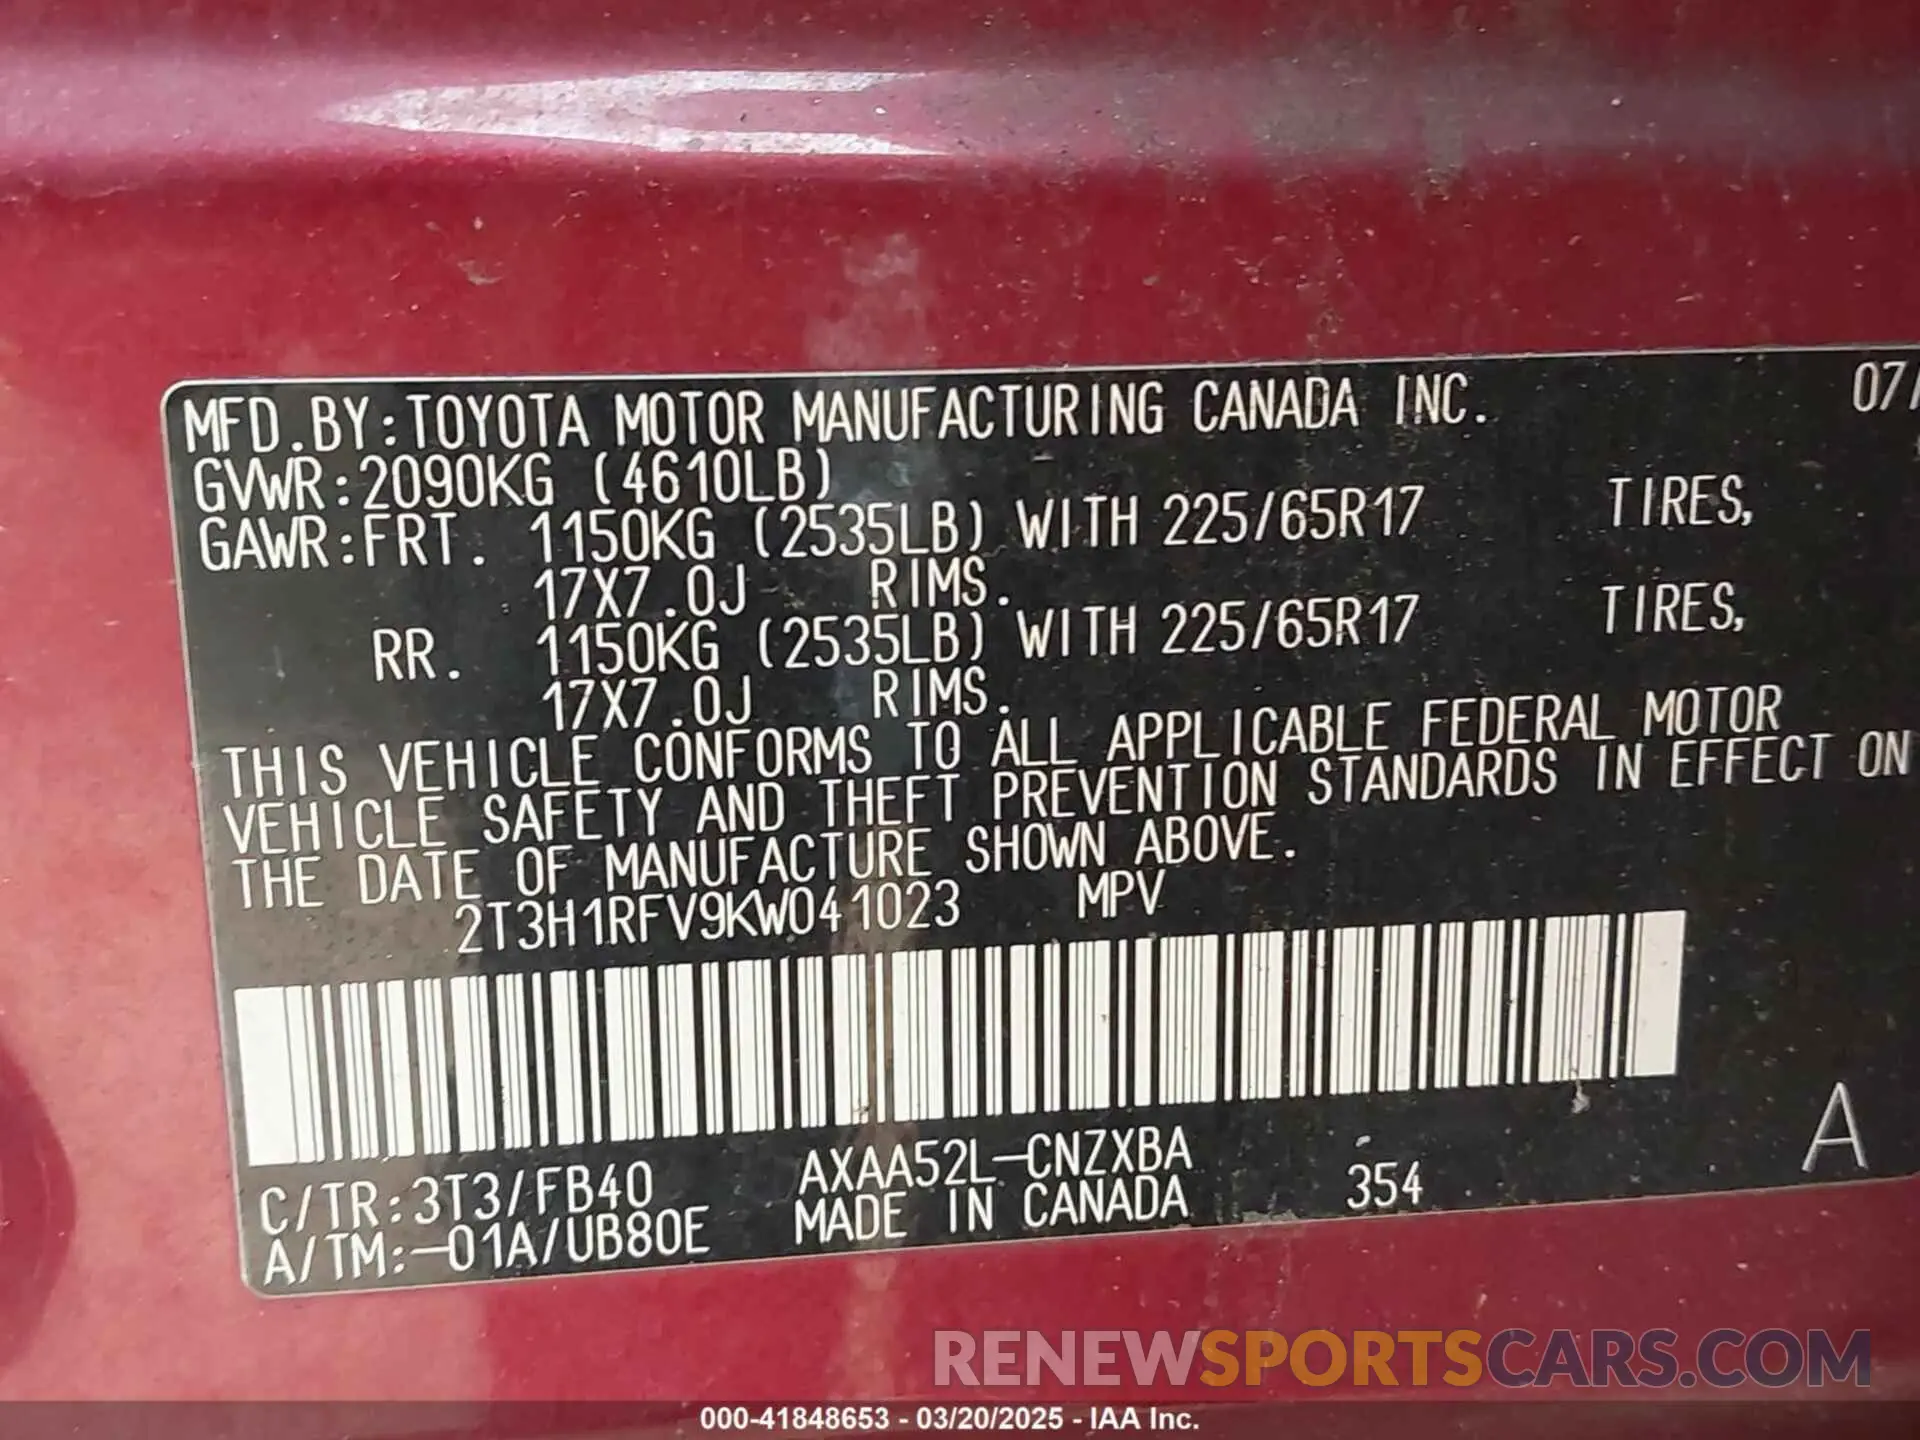 MFD.BY:TOYOTA MOTOR MANUFACTURING CANADA INC. 07/
GVWR:2090KG (4610LB)
GAWR:FRT. 1150KG (2535LB) WITH 225/65R17 TIRES,
17X7.0J RIMS.
RR. 1150KG (2535LB) WITH 225/65R17 TIRES,
17X7.0J RIMS.
THIS VEHICLE CONFORMS TO ALL APPLICABLE FEDERAL MOTOR
VEHICLE SAFETY AND THEFT PREVENTION STANDARDS IN EFFECT ON
THE DATE OF MANUFACTURE SHOWN ABOVE.
2T3H1RFV9KW041023 MPV
A
C/TR:3T3/FB40 AXAA52L-CNZXBA 354
A/TM:-01A/UB80E MADE IN CANADA
RENEWSPORTSCARS.COM
000-41848653 - 03/20/2025 - IAA Inc.